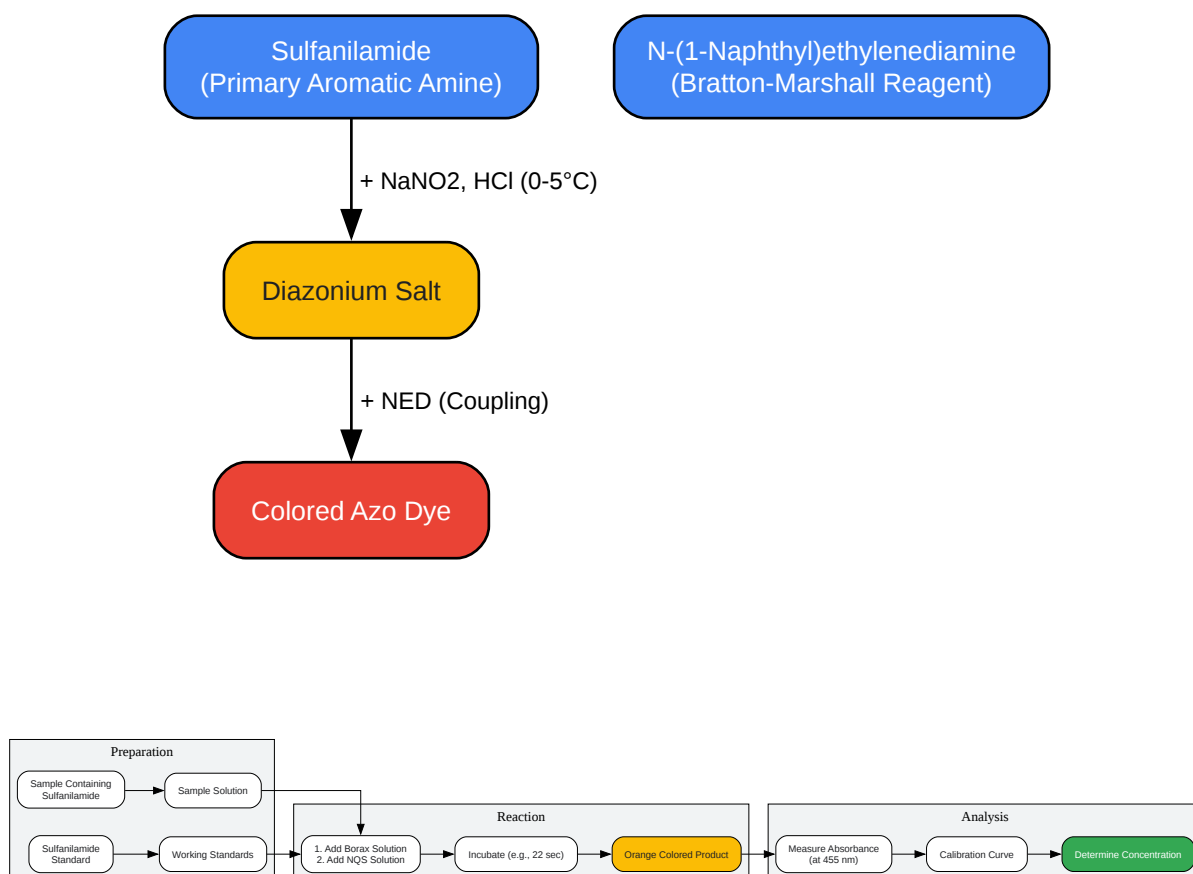 Sulfanilamide
(Primary Aromatic Amine)
N-(1-Naphthyl)ethylenediamine
(Bratton-Marshall Reagent)
+ NaNO2, HCl (0-5°C)
Diazonium Salt
+ NED (Coupling)
Colored Azo Dye
Preparation
Sample Containing
Sulfanilamide
Sample Solution
Sulfanilamide
Standard
Working Standards
Reaction
1. Add Borax Solution
2. Add NQS Solution
Incubate (e.g., 22 sec)
Orange Colored Product
Analysis
Measure Absorbance
(at 455 nm)
Calibration Curve
Determine Concentration